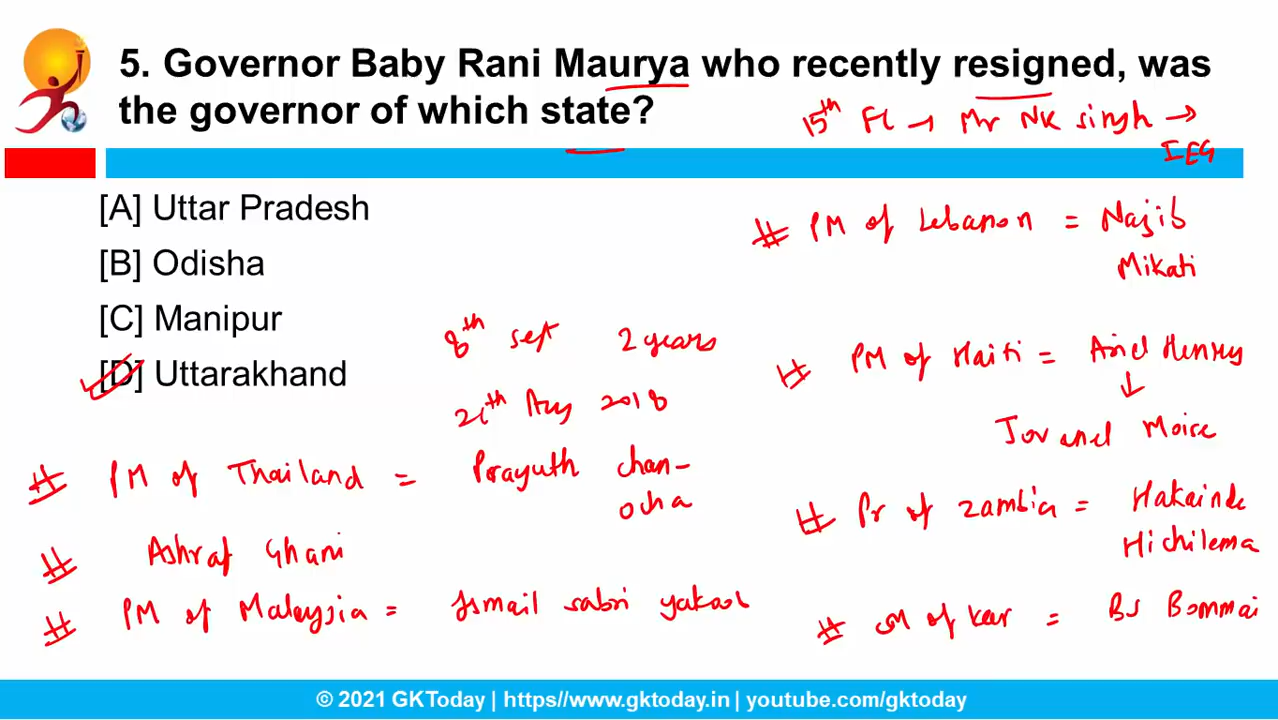 5. Governor Baby Rani Maurya who recently resigned, was
the governor of which state?
15th FC → Mr NK Singh →
IEG
[A] Uttar Pradesh
[B] Odisha
[C] Manipur
[D] Uttarakhand
8th sept 2 years
26th Aug 2018
# PM of Thailand = Prayuth chan-
ocha
# Ashraf Ghani
# PM of Malaysia = Ismail sabri yakoob
# PM of Lebanon = Najib
Mikati
# PM of Haiti = Ariel Henry
↓
Jovenel Moise
# Pr of Zambia = Hakainde
Hichilema
# CM of Kar = BS Bommai
© 2021 GKToday | https//www.gktoday.in | youtube.com/gktoday